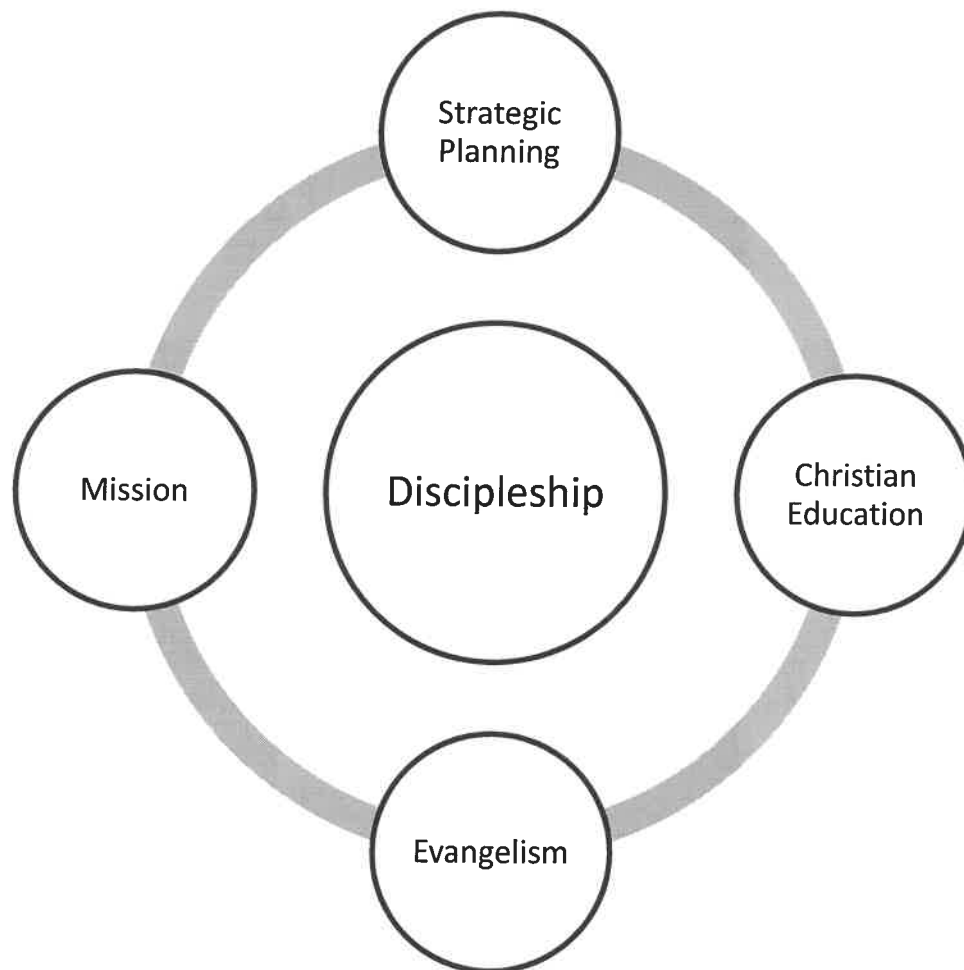 Strategic
Planning
Mission
Discipleship
Christian
Education
Evangelism